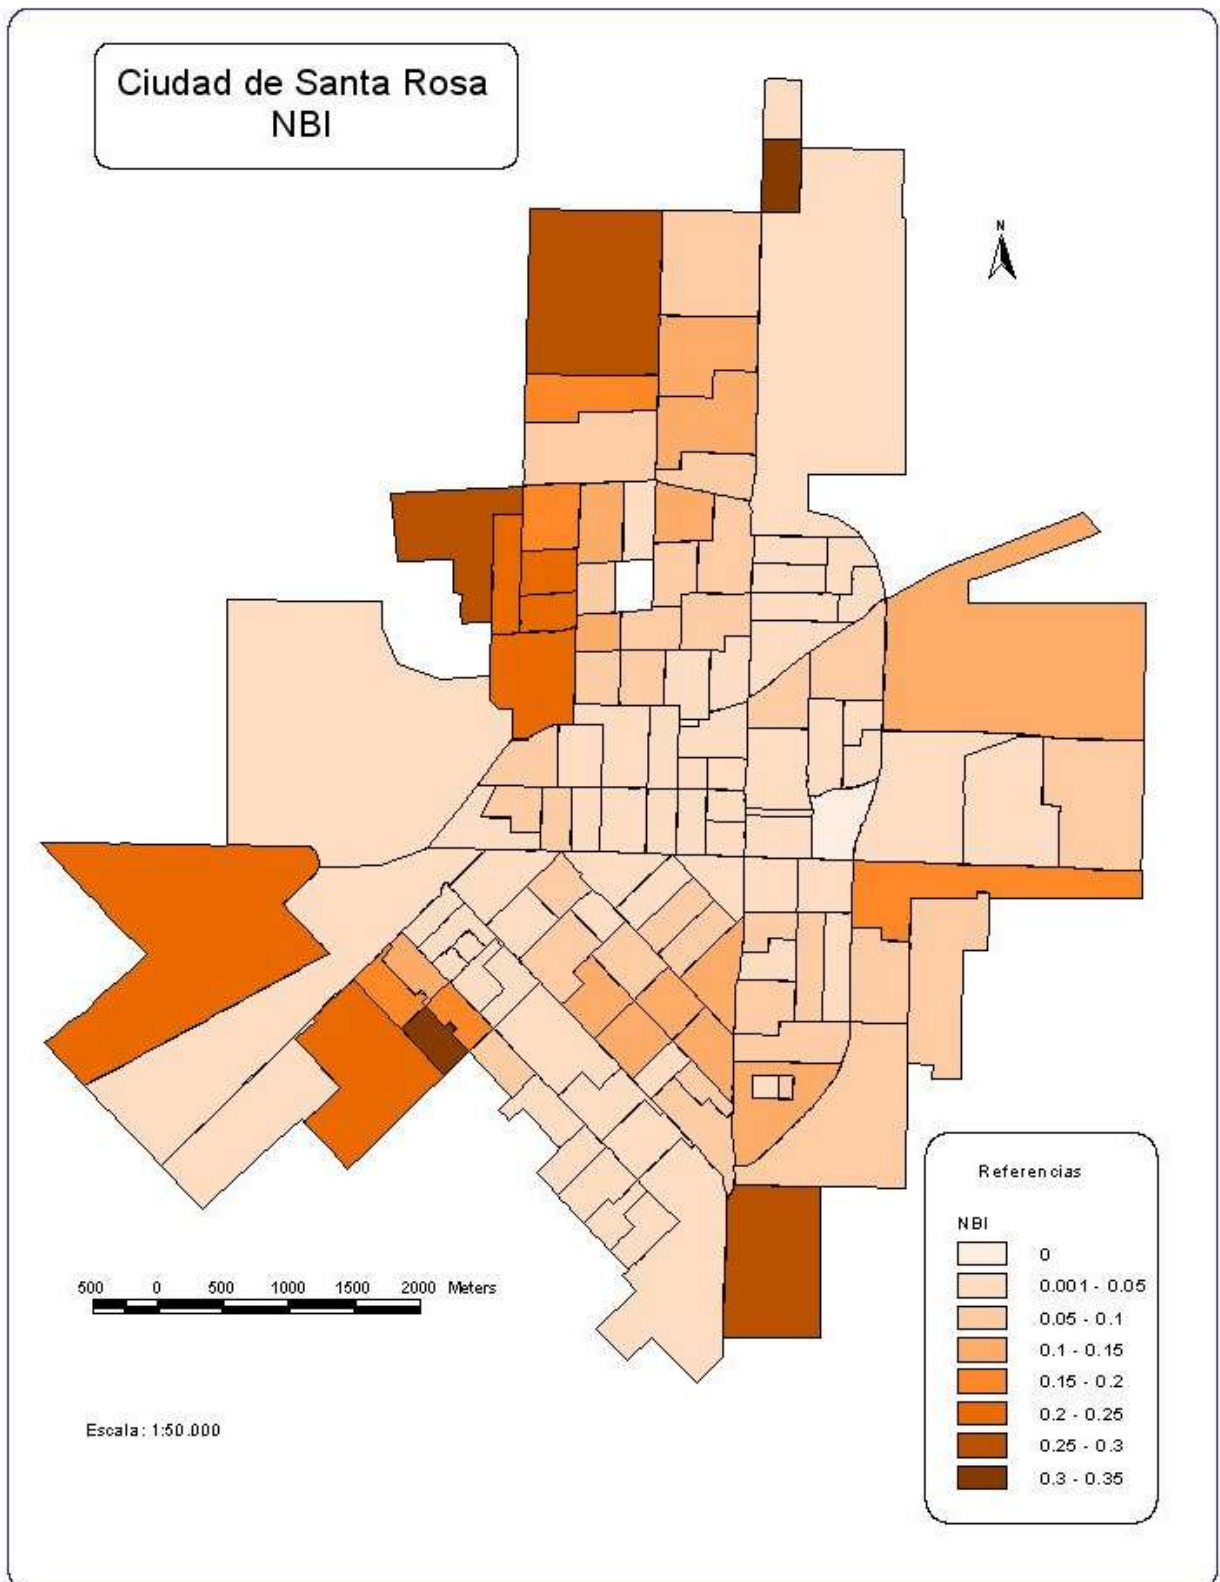 Ciudad de Santa Rosa
NBI
N
Referencias
NBI
0
0.001 - 0.05
0.05 - 0.1
0.1 - 0.15
0.15 - 0.2
0.2 - 0.25
0.25 - 0.3
0.3 - 0.35
500 0 500 1000 1500 2000 Meters
Escala: 1:50.000